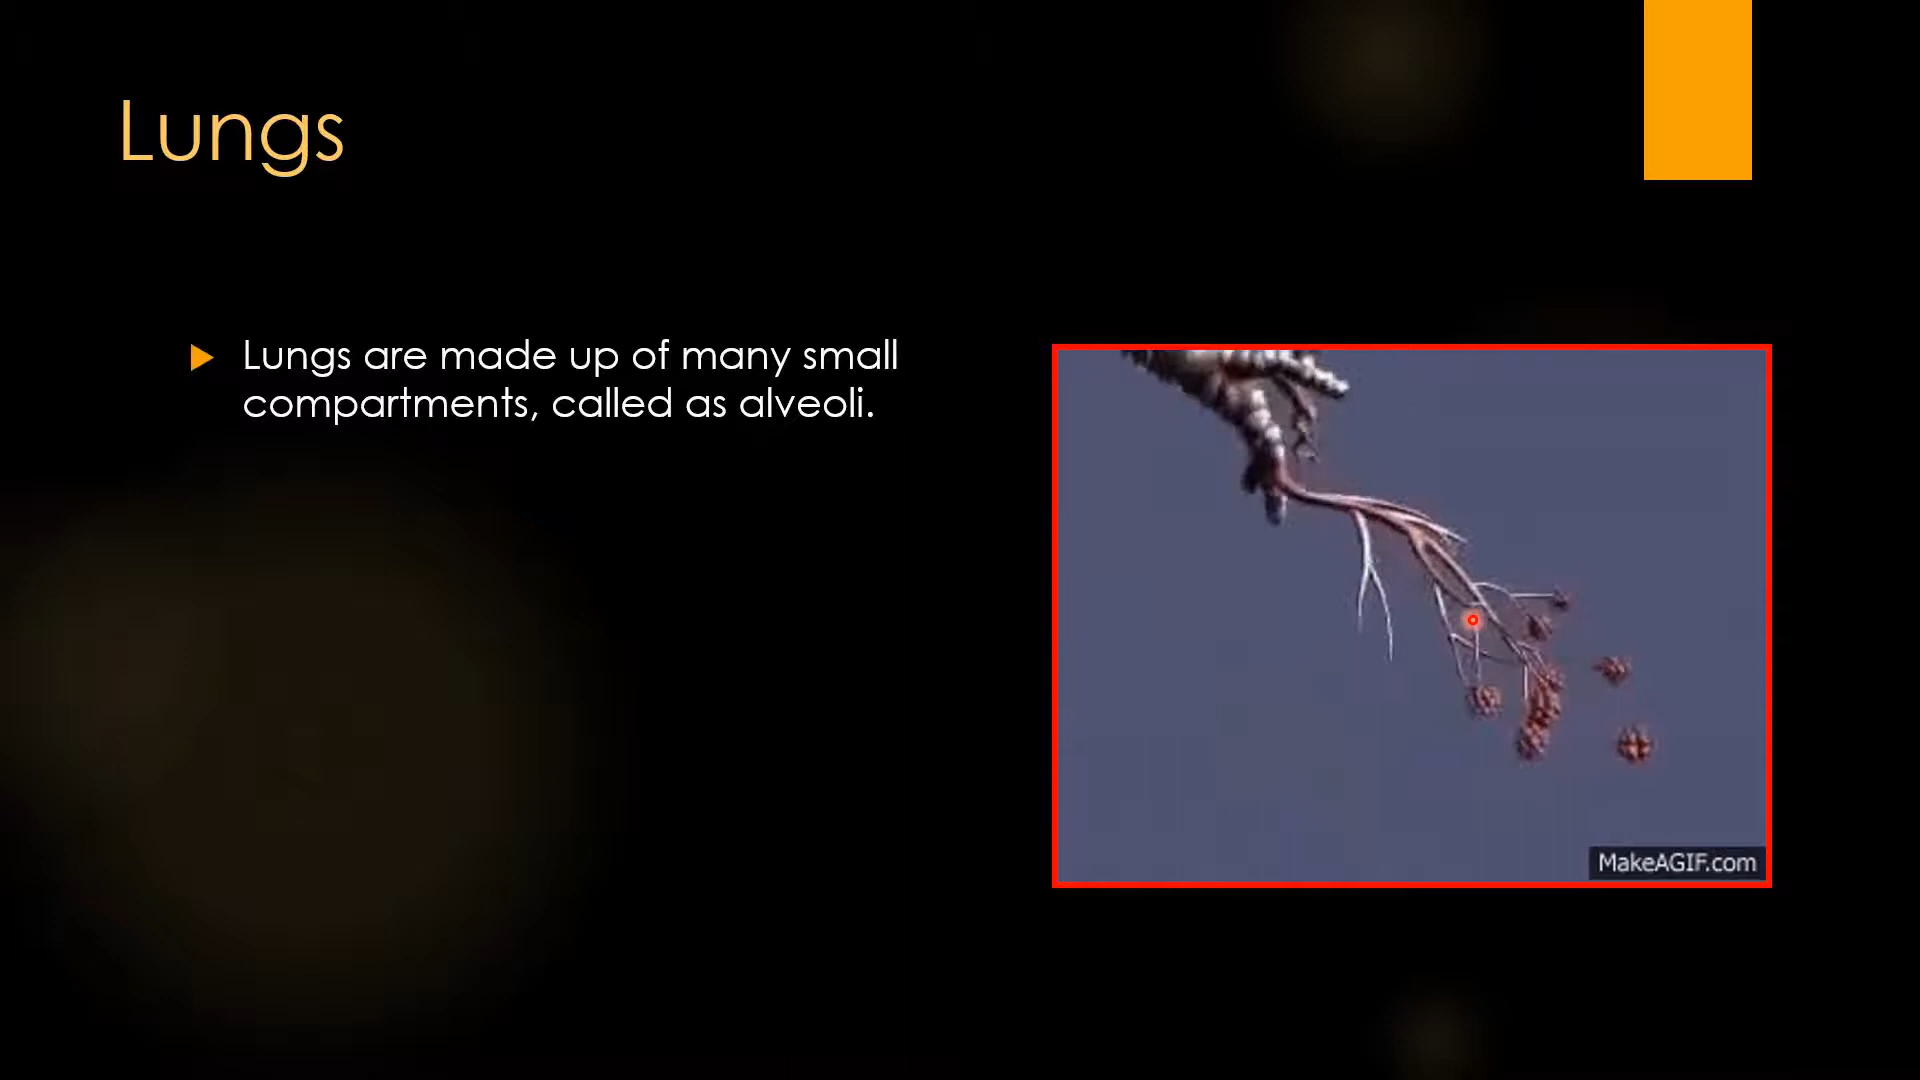 Lungs
Lungs are made up of many small
compartments, called as alveoli.
MakeAGIF.com